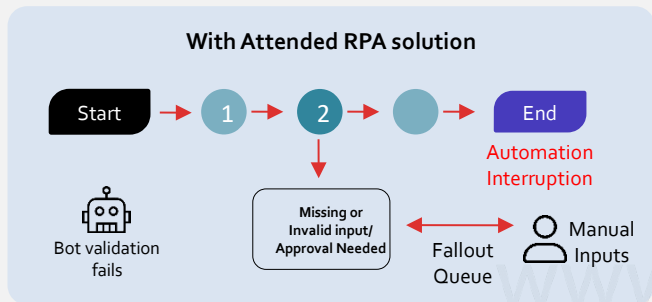 With Attended RPA solution
Start
1
2
End
Automation
Interruption
Missing or
Invalid input/
Approval Needed
Bot validation
fails
Fallout
Queue
Manual
Inputs
www